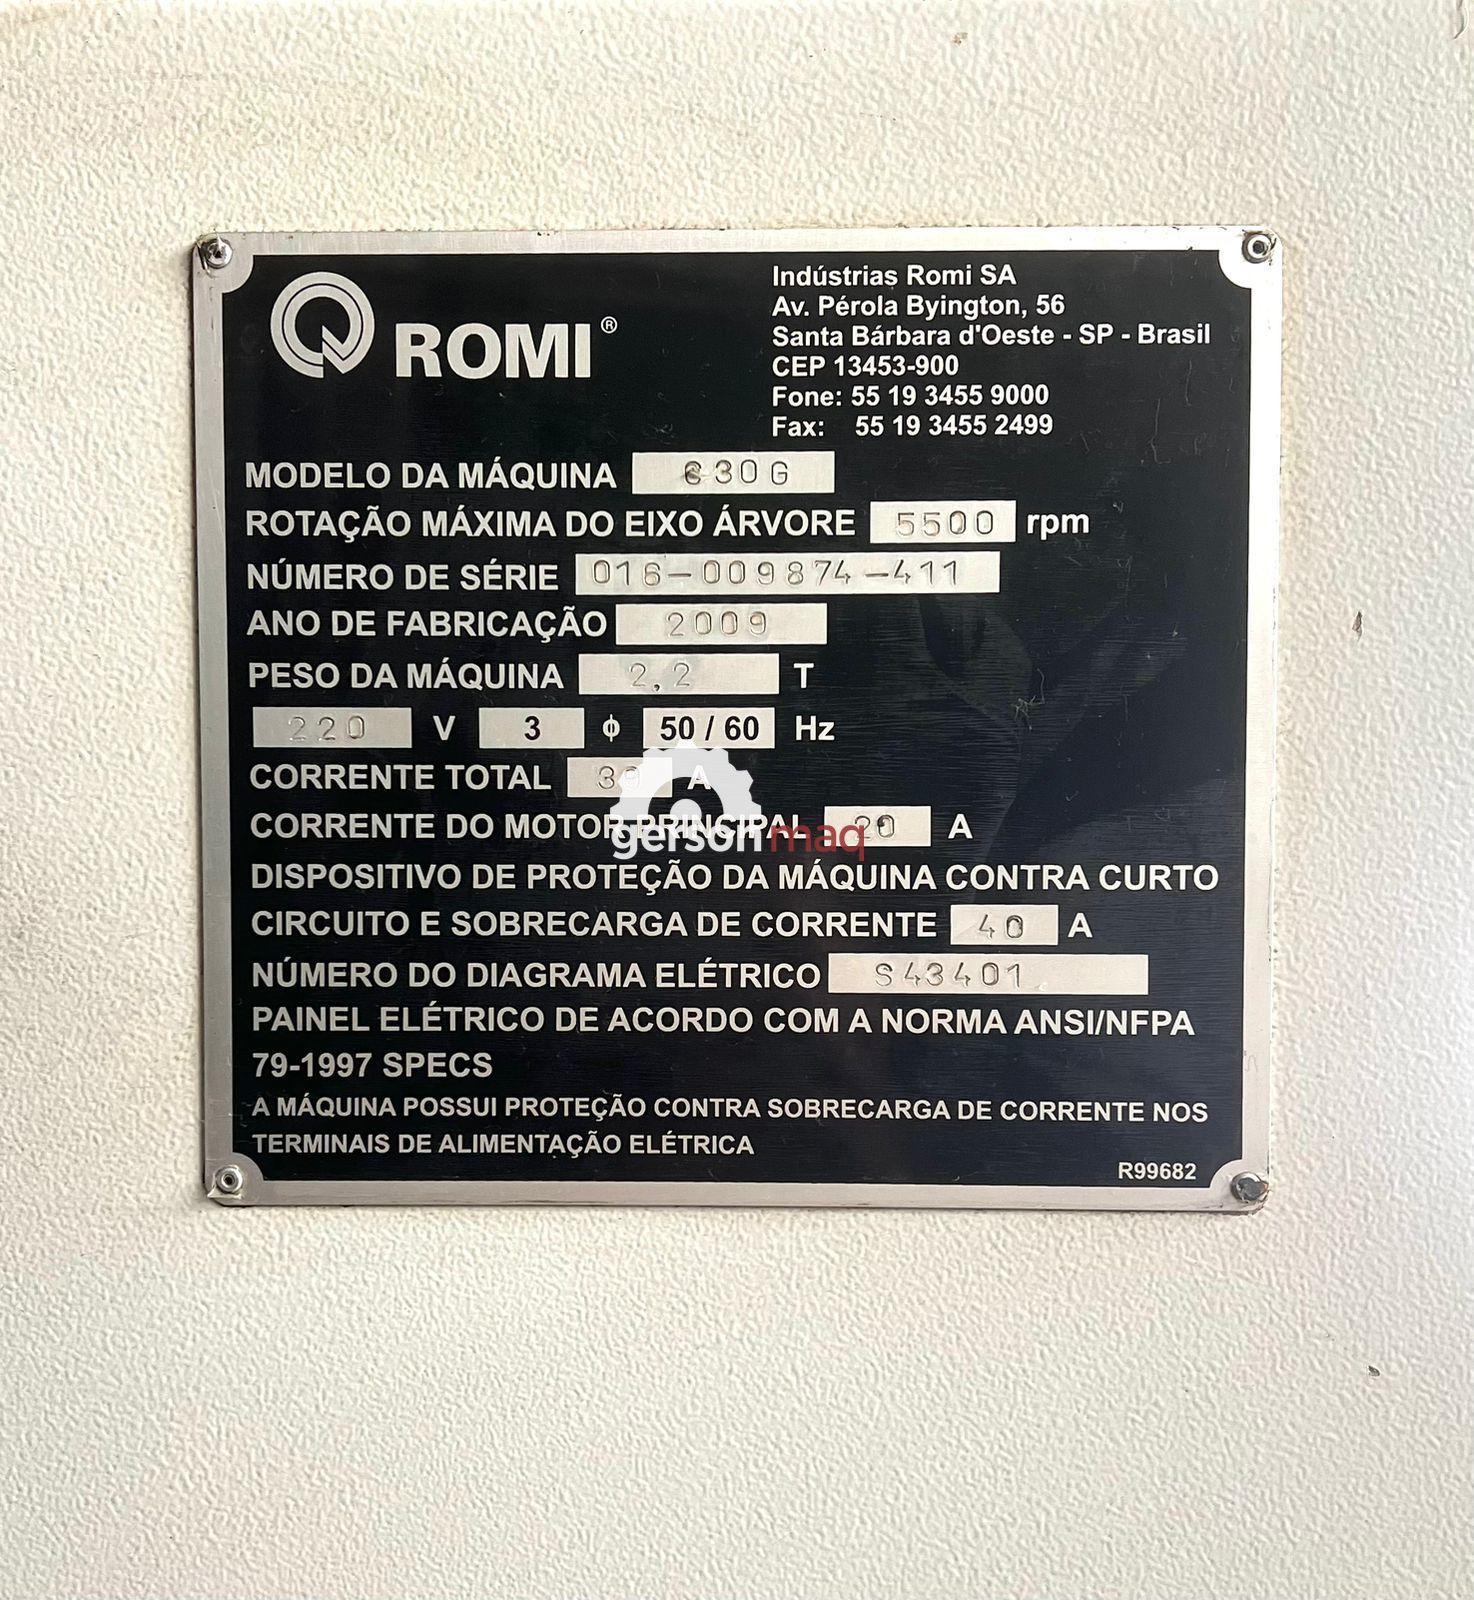 ROMI®
Indústrias Romi SA
Av. Pérola Byington, 56
Santa Bárbara d'Oeste - SP - Brasil
CEP 13453-900
Fone: 55 19 3455 9000
Fax: 55 19 3455 2499
MODELO DA MÁQUINA
ROTAÇÃO MÁXIMA DO EIXO ÁRVORE 5500 rpm
NÚMERO DE SÉRIE 016-009874-411
ANO DE FABRICAÇÃO 2009
PESO DA MÁQUINA 2,2 T
220 V 3 ϕ 50 / 60 Hz
CORRENTE TOTAL A
CORRENTE DO MOTOR PRINCIPAL 20 A
gersonmaq
DISPOSITIVO DE PROTEÇÃO DA MÁQUINA CONTRA CURTO
CIRCUITO E SOBRECARGA DE CORRENTE 40 A
NÚMERO DO DIAGRAMA ELÉTRICO S43401
PAINEL ELÉTRICO DE ACORDO COM A NORMA ANSI/NFPA
79-1997 SPECS
A MÁQUINA POSSUI PROTEÇÃO CONTRA SOBRECARGA DE CORRENTE NOS
TERMINAIS DE ALIMENTAÇÃO ELÉTRICA
R99682